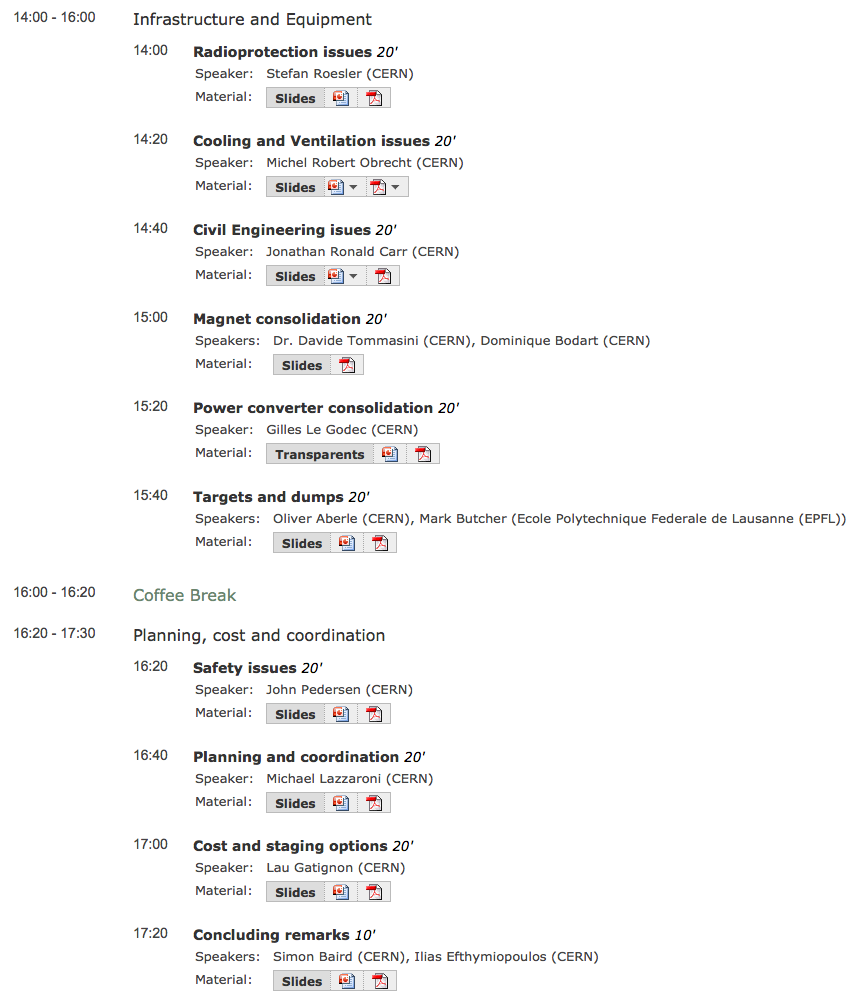 14:00 - 16:00 Infrastructure and Equipment
14:00 Radioprotection issues 20'
Speaker: Stefan Roesler (CERN)
Material: Slides
14:20 Cooling and Ventilation issues 20'
Speaker: Michel Robert Obrecht (CERN)
Material: Slides
14:40 Civil Engineering isues 20'
Speaker: Jonathan Ronald Carr (CERN)
Material: Slides
15:00 Magnet consolidation 20'
Speakers: Dr. Davide Tommasini (CERN), Dominique Bodart (CERN)
Material: Slides
15:20 Power converter consolidation 20'
Speaker: Gilles Le Godec (CERN)
Material: Transparents
15:40 Targets and dumps 20'
Speakers: Oliver Aberle (CERN), Mark Butcher (Ecole Polytechnique Federale de Lausanne (EPFL))
Material: Slides
16:00 - 16:20 Coffee Break
16:20 - 17:30 Planning, cost and coordination
16:20 Safety issues 20'
Speaker: John Pedersen (CERN)
Material: Slides
16:40 Planning and coordination 20'
Speaker: Michael Lazzaroni (CERN)
Material: Slides
17:00 Cost and staging options 20'
Speaker: Lau Gatignon (CERN)
Material: Slides
17:20 Concluding remarks 10'
Speakers: Simon Baird (CERN), Ilias Efthymiopoulos (CERN)
Material: Slides